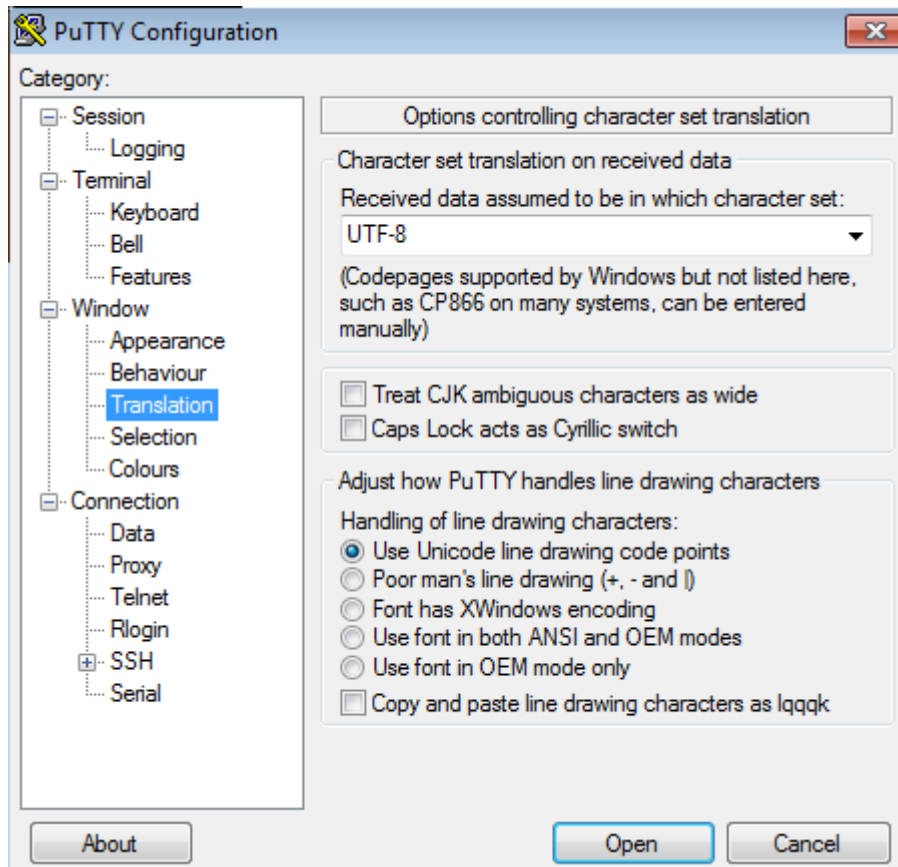 PuTTY Configuration
Category:
Session
Logging
Terminal
Keyboard
Bell
Features
Window
Appearance
Behaviour
Translation
Selection
Colours
Connection
Data
Proxy
Telnet
Rlogin
SSH
Serial
Options controlling character set translation
Character set translation on received data
Received data assumed to be in which character set:
UTF-8
(Codepages supported by Windows but not listed here,
such as CP866 on many systems, can be entered
manually)
Treat CJK ambiguous characters as wide
Caps Lock acts as Cyrillic switch
Adjust how PuTTY handles line drawing characters
Handling of line drawing characters:
Use Unicode line drawing code points
Poor man's line drawing (+, - and |)
Font has XWindows encoding
Use font in both ANSI and OEM modes
Use font in OEM mode only
Copy and paste line drawing characters as lqqqk
About
Open
Cancel